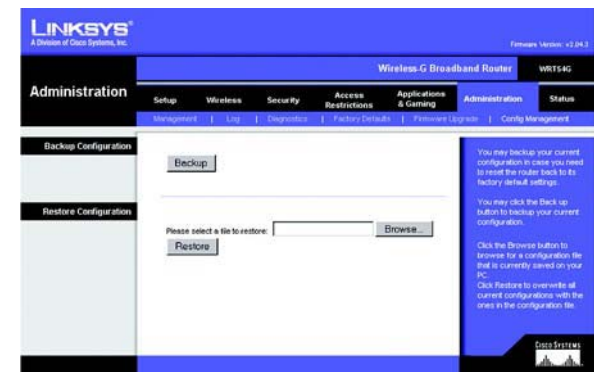 LINKSYS®
A Division of Cisco Systems, Inc.
Firmware Version: v3.04.3
Wireless-G Broadband Router
WRT54G
Administration
Setup
Wireless
Security
Access Restrictions
Applications & Gaming
Administration
Status
Management | Log | Diagnostics | Factory Defaults | Firmware Upgrade | Config Management
Backup Configuration
Backup
Restore Configuration
Please select a file to restore:
Browse...
Restore
You may backup your current
configuration in case you need
to reset the router back to its
factory default settings.
You may click the Back up
button to backup your current
configuration.
Click the Browse button to
browse for a configuration file
that is currently saved on your
PC.
Click Restore to overwrite all
current configurations with the
ones in the configuration file.
CISCO SYSTEMS